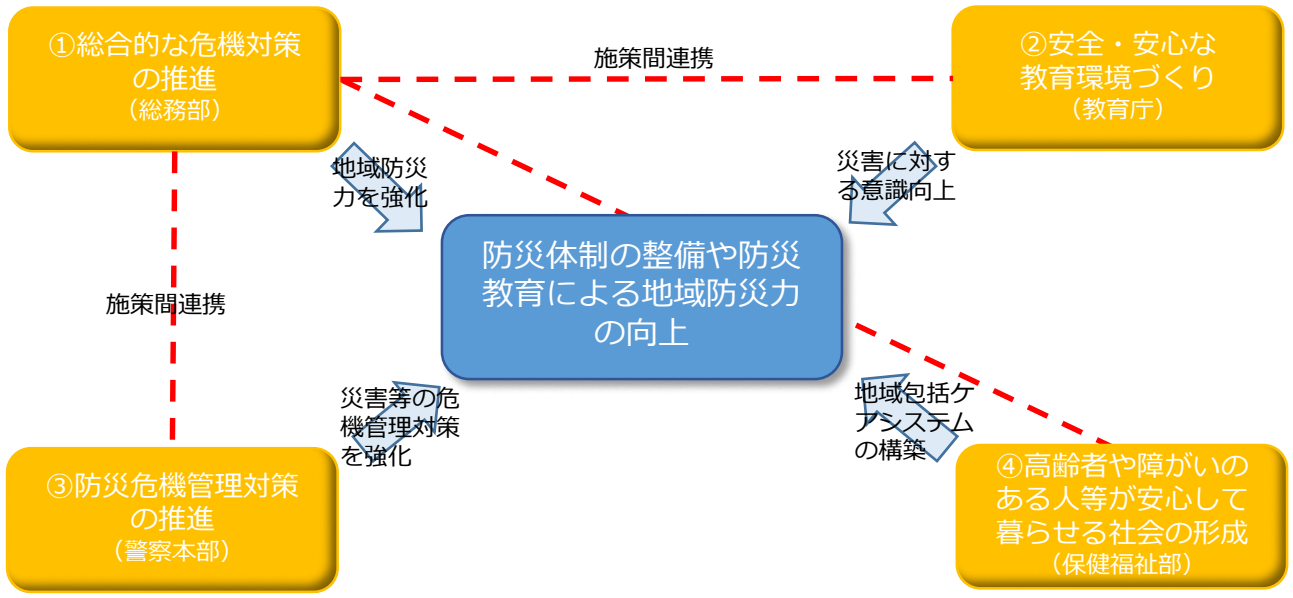 ①総合的な危機対策
の推進
（総務部）
施策間連携
②安全・安心な
教育環境づくり
（教育庁）
地域防災
力を強化
災害に対す
る意識向上
防災体制の整備や防災
教育による地域防災力
の向上
施策間連携
災害等の危
機管理対策
を強化
地域包括ケ
アシステム
の構築
③防災危機管理対策
の推進
（警察本部）
④高齢者や障がいの
ある人等が安心して
暮らせる社会の形成
（保健福祉部）